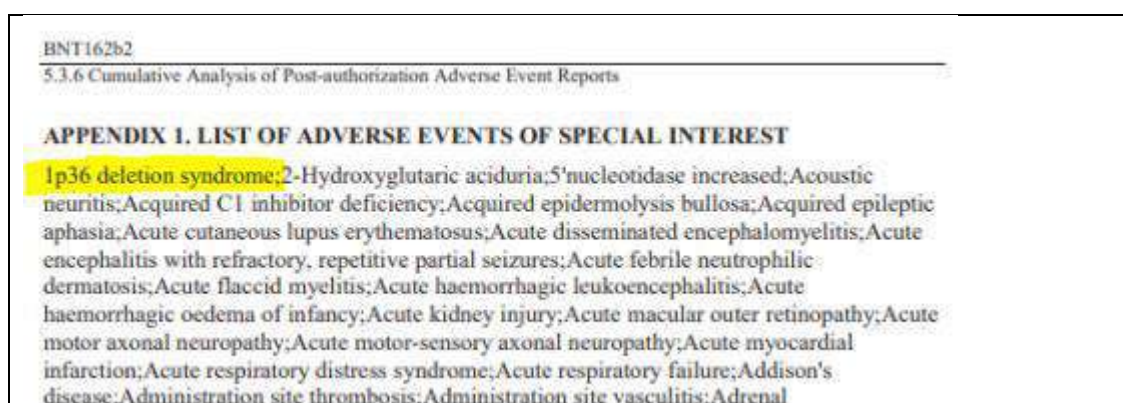 BNT162b2
5.3.6 Cumulative Analysis of Post-authorization Adverse Event Reports
APPENDIX 1. LIST OF ADVERSE EVENTS OF SPECIAL INTEREST
1p36 deletion syndrome;2-Hydroxyglutaric aciduria;5'nucleotidase increased;Acoustic
neuritis;Acquired C1 inhibitor deficiency;Acquired epidermolysis bullosa;Acquired epileptic
aphasia;Acute cutaneous lupus erythematosus;Acute disseminated encephalomyelitis;Acute
encephalitis with refractory, repetitive partial seizures;Acute febrile neutrophilic
dermatosis;Acute flaccid myelitis;Acute haemorrhagic leukoencephalitis;Acute
haemorrhagic oedema of infancy;Acute kidney injury;Acute macular outer retinopathy;Acute
motor axonal neuropathy;Acute motor-sensory axonal neuropathy;Acute myocardial
infarction;Acute respiratory distress syndrome;Acute respiratory failure;Addison's
disease;Administration site thrombosis;Administration site vasculitis;Adrenal